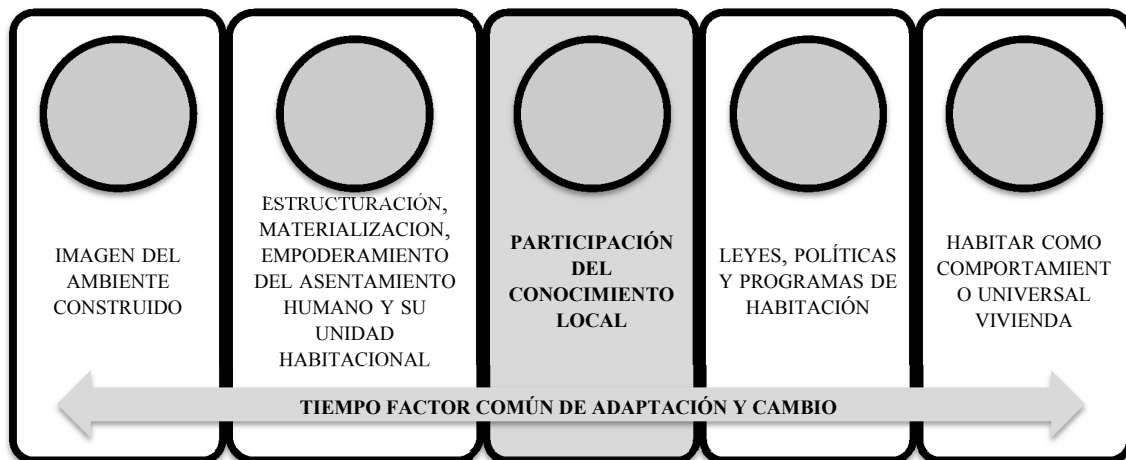 IMAGEN DEL
AMBIENTE
CONSTRUIDO
ESTRUCTURACIÓN,
MATERIALIZACION,
EMPODERAMIENTO
DEL ASENTAMIENTO
HUMANO Y SU
UNIDAD
HABITACIONAL
PARTICIPACIÓN
DEL
CONOCIMIENTO
LOCAL
LEYES, POLÍTICAS
Y PROGRAMAS DE
HABITACIÓN
HABITAR COMO
COMPORTAMIENT
O UNIVERSAL
VIVIENDA
TIEMPO FACTOR COMÚN DE ADAPTACIÓN Y CAMBIO